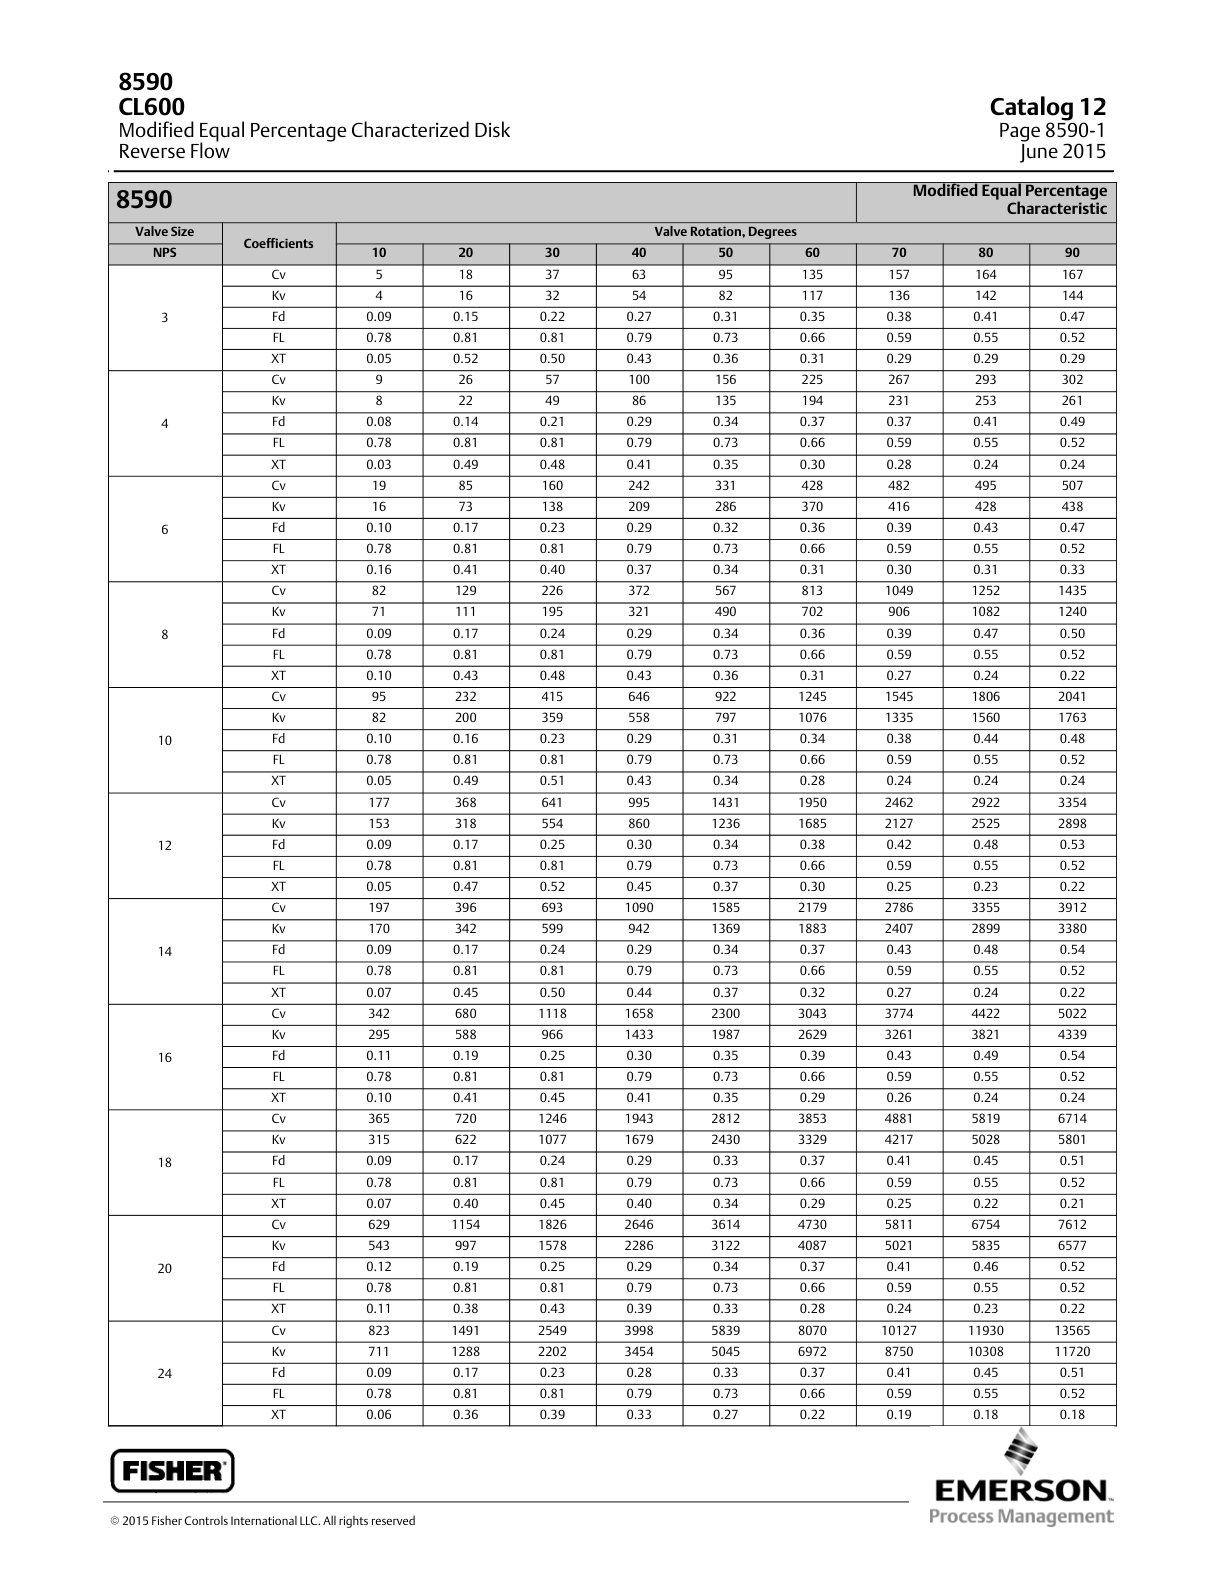 8590
CL600
Modified Equal Percentage Characterized Disk
Reverse Flow
Catalog 12
Page 8590-1
June 2015
8590 Modified Equal Percentage
Characteristic
Valve Size Coefficients Valve Rotation, Degrees
NPS 10 20 30 40 50 60 70 80 90
3
Cv 5 18 37 63 95 135 157 164 167
Kv 4 16 32 54 82 117 136 142 144
Fd 0.09 0.15 0.22 0.27 0.31 0.35 0.38 0.41 0.47
FL 0.78 0.81 0.81 0.79 0.73 0.66 0.59 0.55 0.52
XT 0.05 0.52 0.50 0.43 0.36 0.31 0.29 0.29 0.29
4
Cv 9 26 57 100 156 225 267 293 302
Kv 8 22 49 86 135 194 231 253 261
Fd 0.08 0.14 0.21 0.29 0.34 0.37 0.37 0.41 0.49
FL 0.78 0.81 0.81 0.79 0.73 0.66 0.59 0.55 0.52
XT 0.03 0.49 0.48 0.41 0.35 0.30 0.28 0.24 0.24
6
Cv 19 85 160 242 331 428 482 495 507
Kv 16 73 138 209 286 370 416 428 438
Fd 0.10 0.17 0.23 0.29 0.32 0.36 0.39 0.43 0.47
FL 0.78 0.81 0.81 0.79 0.73 0.66 0.59 0.55 0.52
XT 0.16 0.41 0.40 0.37 0.34 0.31 0.30 0.31 0.33
8
Cv 82 129 226 372 567 813 1049 1252 1435
Kv 71 111 195 321 490 702 906 1082 1240
Fd 0.09 0.17 0.24 0.29 0.34 0.36 0.39 0.47 0.50
FL 0.78 0.81 0.81 0.79 0.73 0.66 0.59 0.55 0.52
XT 0.10 0.43 0.48 0.43 0.36 0.31 0.27 0.24 0.22
10
Cv 95 232 415 646 922 1245 1545 1806 2041
Kv 82 200 359 558 797 1076 1335 1560 1763
Fd 0.10 0.16 0.23 0.29 0.31 0.34 0.38 0.44 0.48
FL 0.78 0.81 0.81 0.79 0.73 0.66 0.59 0.55 0.52
XT 0.05 0.49 0.51 0.43 0.34 0.28 0.24 0.24 0.24
12
Cv 177 368 641 995 1431 1950 2462 2922 3354
Kv 153 318 554 860 1236 1685 2127 2525 2898
Fd 0.09 0.17 0.25 0.30 0.34 0.38 0.42 0.48 0.53
FL 0.78 0.81 0.81 0.79 0.73 0.66 0.59 0.55 0.52
XT 0.05 0.47 0.52 0.45 0.37 0.30 0.25 0.23 0.22
14
Cv 197 396 693 1090 1585 2179 2786 3355 3912
Kv 170 342 599 942 1369 1883 2407 2899 3380
Fd 0.09 0.17 0.24 0.29 0.34 0.37 0.43 0.48 0.54
FL 0.78 0.81 0.81 0.79 0.73 0.66 0.59 0.55 0.52
XT 0.07 0.45 0.50 0.44 0.37 0.32 0.27 0.24 0.22
16
Cv 342 680 1118 1658 2300 3043 3774 4422 5022
Kv 295 588 966 1433 1987 2629 3261 3821 4339
Fd 0.11 0.19 0.25 0.30 0.35 0.39 0.43 0.49 0.54
FL 0.78 0.81 0.81 0.79 0.73 0.66 0.59 0.55 0.52
XT 0.10 0.41 0.45 0.41 0.35 0.29 0.26 0.24 0.24
18
Cv 365 720 1246 1943 2812 3853 4881 5819 6714
Kv 315 622 1077 1679 2430 3329 4217 5028 5801
Fd 0.09 0.17 0.24 0.29 0.33 0.37 0.41 0.45 0.51
FL 0.78 0.81 0.81 0.79 0.73 0.66 0.59 0.55 0.52
XT 0.07 0.40 0.45 0.40 0.34 0.29 0.25 0.22 0.21
20
Cv 629 1154 1826 2646 3614 4730 5811 6754 7612
Kv 543 997 1578 2286 3122 4087 5021 5835 6577
Fd 0.12 0.19 0.25 0.29 0.34 0.37 0.41 0.46 0.52
FL 0.78 0.81 0.81 0.79 0.73 0.66 0.59 0.55 0.52
XT 0.11 0.38 0.43 0.39 0.33 0.28 0.24 0.23 0.22
24
Cv 823 1491 2549 3998 5839 8070 10127 11930 13565
Kv 711 1288 2202 3454 5045 6972 8750 10308 11720
Fd 0.09 0.17 0.23 0.28 0.33 0.37 0.41 0.45 0.51
FL 0.78 0.81 0.81 0.79 0.73 0.66 0.59 0.55 0.52
XT 0.06 0.36 0.39 0.33 0.27 0.22 0.19 0.18 0.18
FISHER®
EMERSON™
Process Management
© 2015 Fisher Controls International LLC. All rights reserved